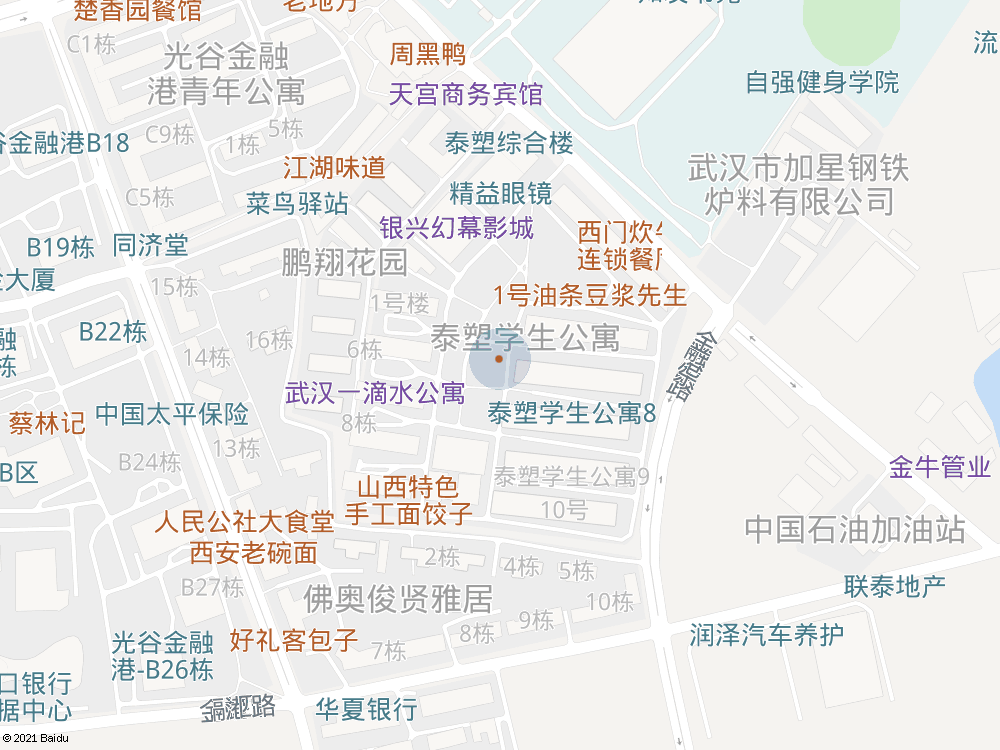 楚香园餐馆
老地方
C1栋
光谷金融
港青年公寓
周黑鸭
天宫商务宾馆
流
自强健身学院
C9栋
1栋
5栋
谷金融港B18
泰塑综合楼
江湖味道
武汉市加星钢铁
炉料有限公司
C5栋
菜鸟驿站
精益眼镜
银兴幻幕影城
西门炊
连锁餐
B19栋
同济堂
鹏翔花园
大厦
15栋
1号楼
1号油条豆浆先生
B22栋
16栋
泰塑学生公寓
融
栋
14栋
6栋
金融港路
武汉一滴水公寓
蔡林记
中国太平保险
8栋
泰塑学生公寓8
13栋
B区
B24栋
泰塑学生公寓9
金牛管业
山西特色
手工面饺子
10号
人民公社大食堂
西安老碗面
中国石油加油站
2栋
4栋
5栋
B27栋
佛奥俊贤雅居
联泰地产
10栋
9栋
8栋
光谷金融
港-B26栋
好礼客包子
7栋
润泽汽车养护
口银行
据中心
华夏银行
© 2021 Baidu